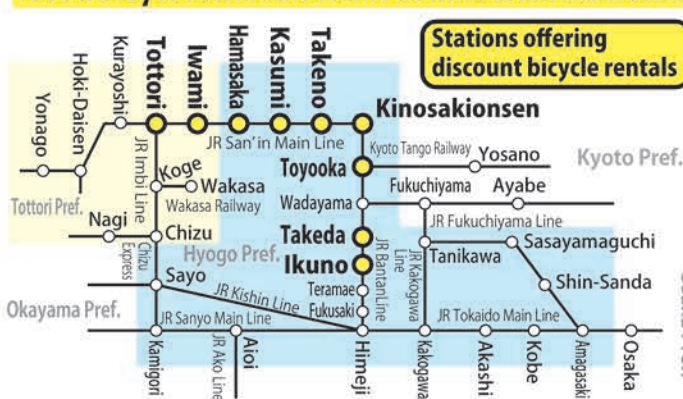 Stations offering
discount bicycle rentals
Yonago
Hoki-Daisen
Kurayoshi
Tottori
Iwami
Hamasaka
Kasumi
Takeno
Kinosakionsen
JR San'in Main Line
JR Imbi Line
Kyoto Tango Railway
Yosano
Kyoto Pref.
Toyooka
Koge
Wakasa
Wakasa Railway
Tottori Pref.
Wadayama
Fukuchiyama
Ayabe
JR Fukuchiyama Line
Nagi
Chizu
Chizu
Express
Hyogo Pref.
Takeda
Ikuno
JR Bantan Line
JR Kakogawa
Line
Tanikawa
Sasayamaguchi
Sayo
JR Kishin Line
Teramae
Fukusaki
Shin-Sanda
Okayama Pref.
JR Sanyo Main Line
JR Tokaido Main Line
Kamigori
JR Ako Line
Aioi
Himeji
Kakogawa
Akashi
Kobe
Amagasaki
Osaka